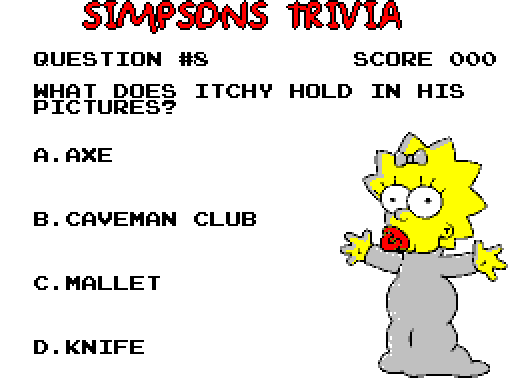 SIMPSONS TRIVIA
QUESTION #8 SCORE 000
WHAT DOES ITCHY HOLD IN HIS
PICTURES?
A.AXE
B.CAVEMAN CLUB
C.MALLET
D.KNIFE